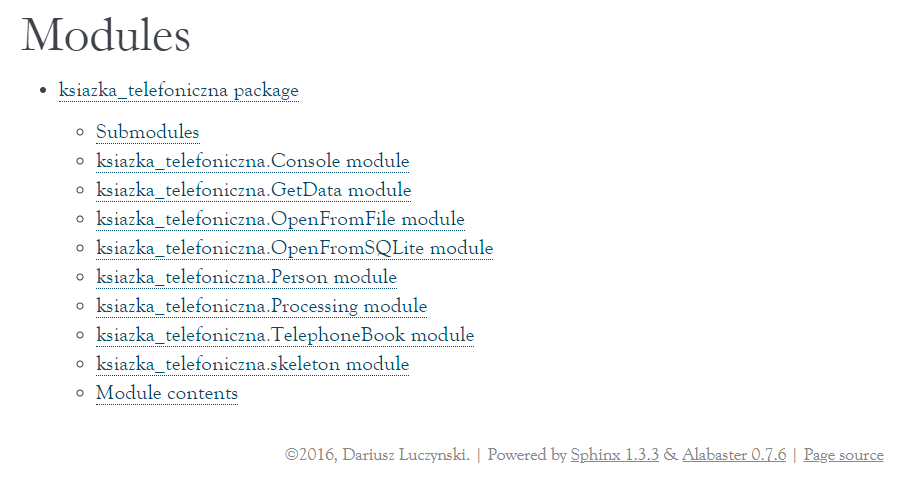 Modules
ksiazka_telefoniczna package
Submodules
ksiazka_telefoniczna.Console module
ksiazka_telefoniczna.GetData module
ksiazka_telefoniczna.OpenFromFile module
ksiazka_telefoniczna.OpenFromSQLite module
ksiazka_telefoniczna.Person module
ksiazka_telefoniczna.Processing module
ksiazka_telefoniczna.TelephoneBook module
ksiazka_telefoniczna.skeleton module
Module contents
©2016, Dariusz Luczynski. | Powered by Sphinx 1.3.3 & Alabaster 0.7.6 | Page source